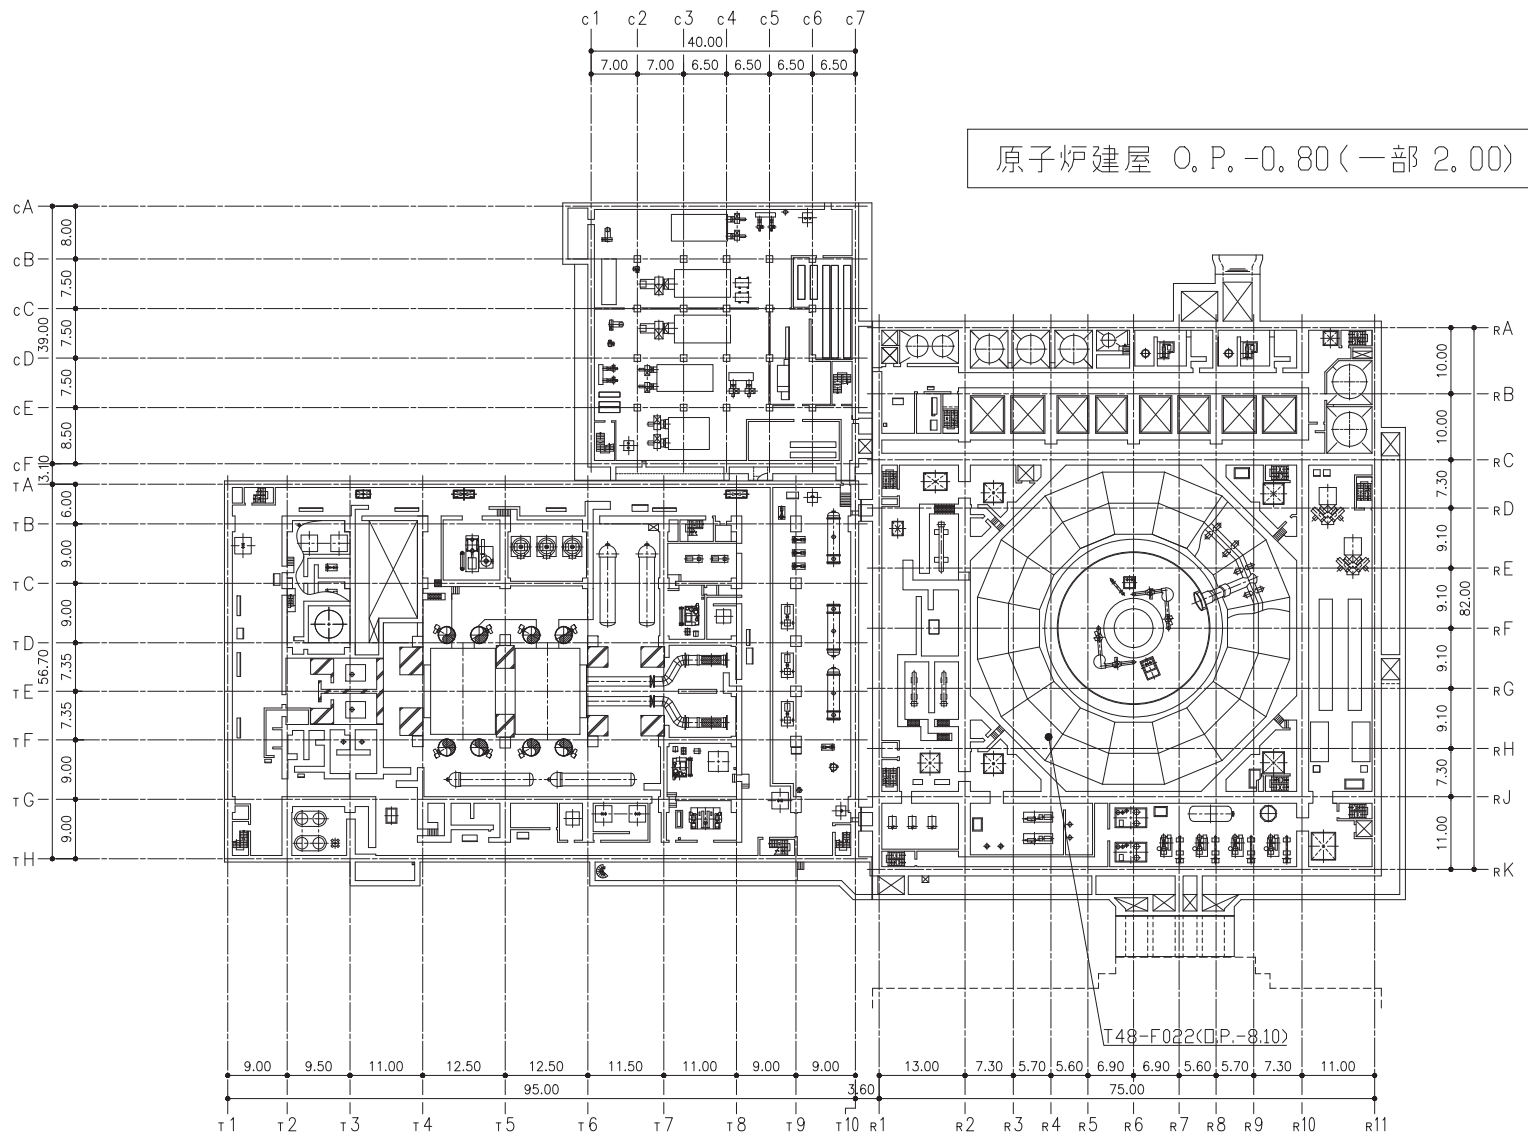 c1 c2 c3 c4 c5 c6 c7
40.00
7.00 7.00 6.50 6.50 6.50 6.50
原子炉建屋 O.P.-0.80(一部 2.00)
cA
8.00
cB
7.50
cC
39.00
7.50
cD
7.50
cE
8.50
cF
3.10
TA
6.00
TB
9.00
TC
9.00
TD
56.70
7.35
TE
7.35
TF
9.00
TG
9.00
TH
RA
10.00
RB
10.00
RC
7.30
RD
9.10
RE
9.10
82.00
RF
9.10
RG
9.10
RH
7.30
RJ
11.00
RK
T48-F022(O.P.-8.10)
9.00 9.50 11.00 12.50 12.50 11.50 11.00 9.00 9.00 13.00 7.30 5.70 5.60 6.90 6.90 5.60 5.70 7.30 11.00
95.00 3.60 75.00
T1 T2 T3 T4 T5 T6 T7 T8 T9 T10 R1 R2 R3 R4 R5 R6 R7 R8 R9 R10 R11